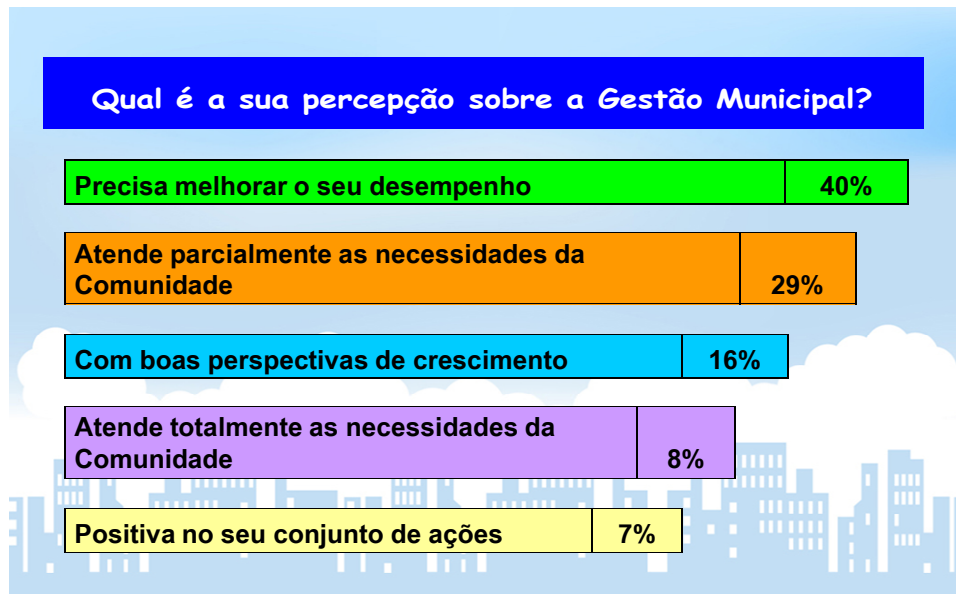 Qual é a sua percepção sobre a Gestão Municipal?
Precisa melhorar o seu desempenho 40%
Atende parcialmente as necessidades da
Comunidade 29%
Com boas perspectivas de crescimento 16%
Atende totalmente as necessidades da
Comunidade 8%
Positiva no seu conjunto de ações 7%